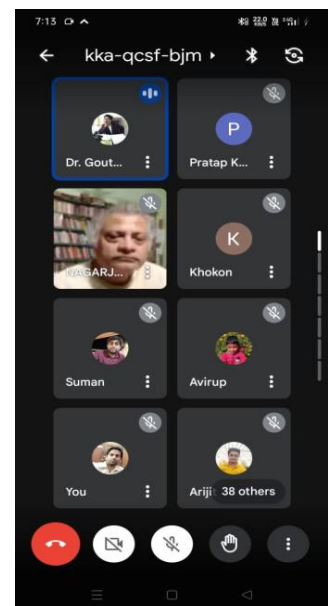 7:13
kka-qcsf-bjm
Dr. Gout...
P
Pratap K...
NAGARJ...
K
Khokon
Suman
Avirup
You
Ariji
38 others